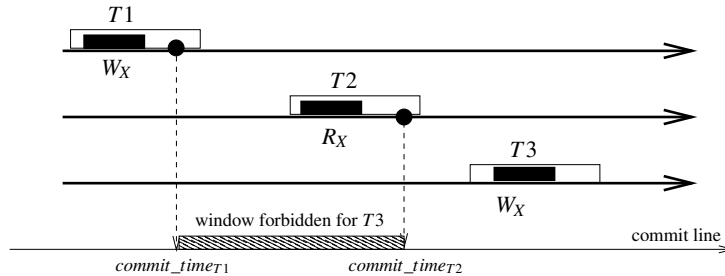 T1
W_X
T2
R_X
T3
W_X
window forbidden for T3
commit line
commit_time_T1
commit_time_T2